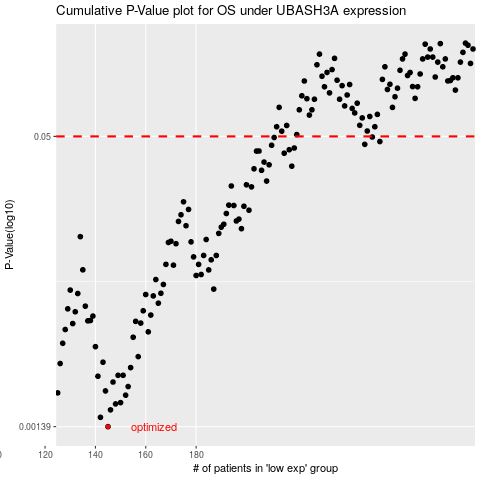 Cumulative P-Value plot for OS under UBASH3A expression
P-Value(log10)
0.05
0.00139
optimized
0 120 140 160 180
# of patients in 'low exp' group